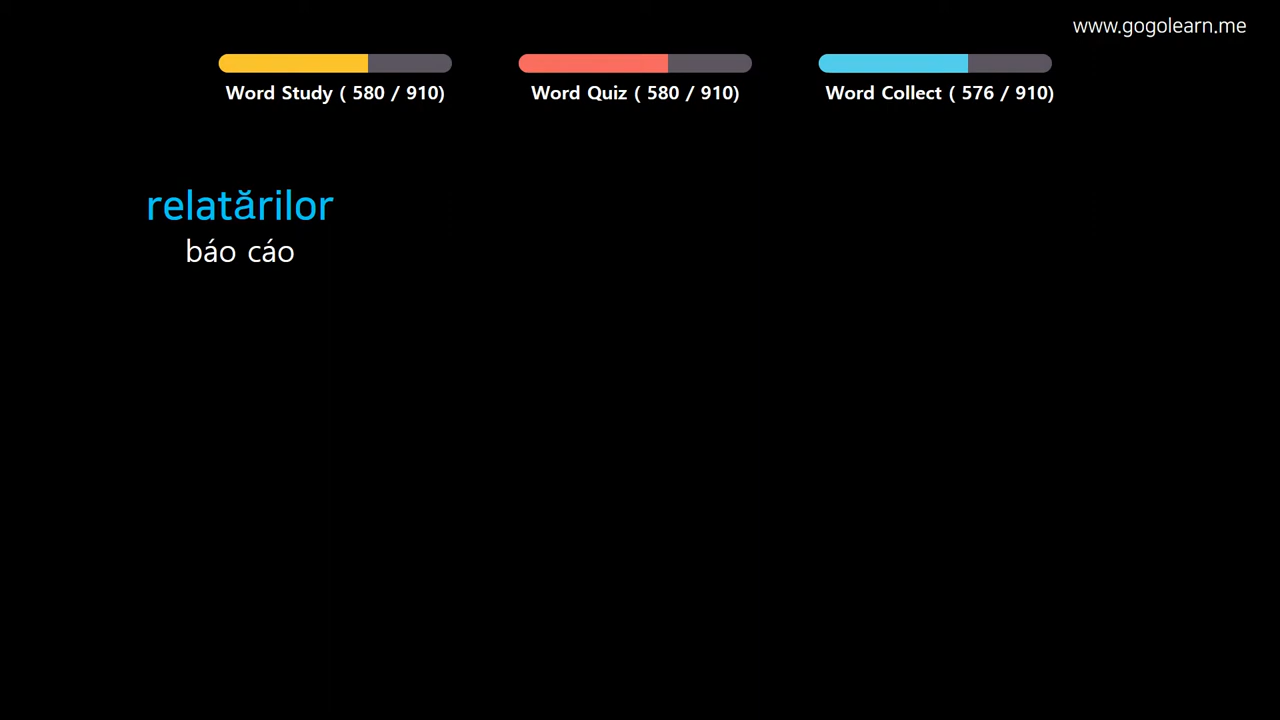 www.gogolearn.me
Word Study ( 580 / 910)
Word Quiz ( 580 / 910)
Word Collect ( 576 / 910)
relatărilor
báo cáo